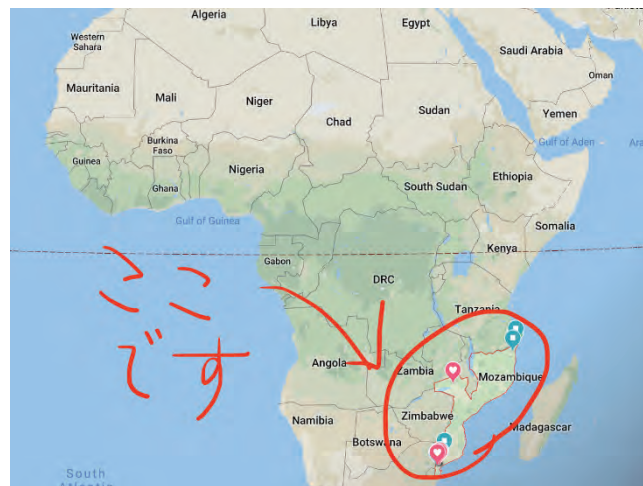 Algeria
Libya
Egypt
Western
Sahara
Saudi Arabia
Oman
Mauritania
Mali
Niger
Chad
Sudan
Yemen
Gulf of Aden
Burkina
Faso
Guinea
Ghana
Nigeria
South Sudan
Ethiopia
Gulf of Guinea
Somalia
Gabon
Kenya
DRC
ここ
です
Tanzania
Angola
Zambia
Mozambique
Zimbabwe
Namibia
Botswana
Madagascar
South